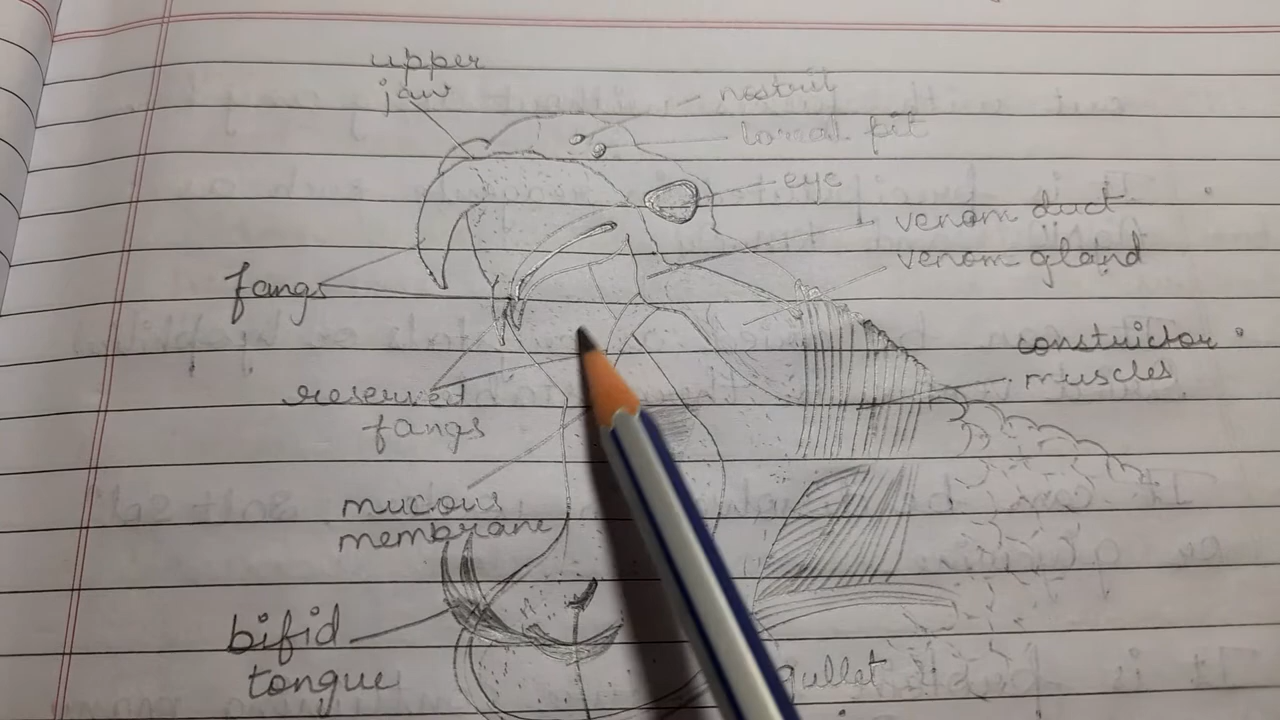 upper
jaw
nostril
loreal pit
eye
venom duct
venom gland
fangs
constrictor
muscles
reserved
fangs
mucous
membrane
bifid
tongue
gullet